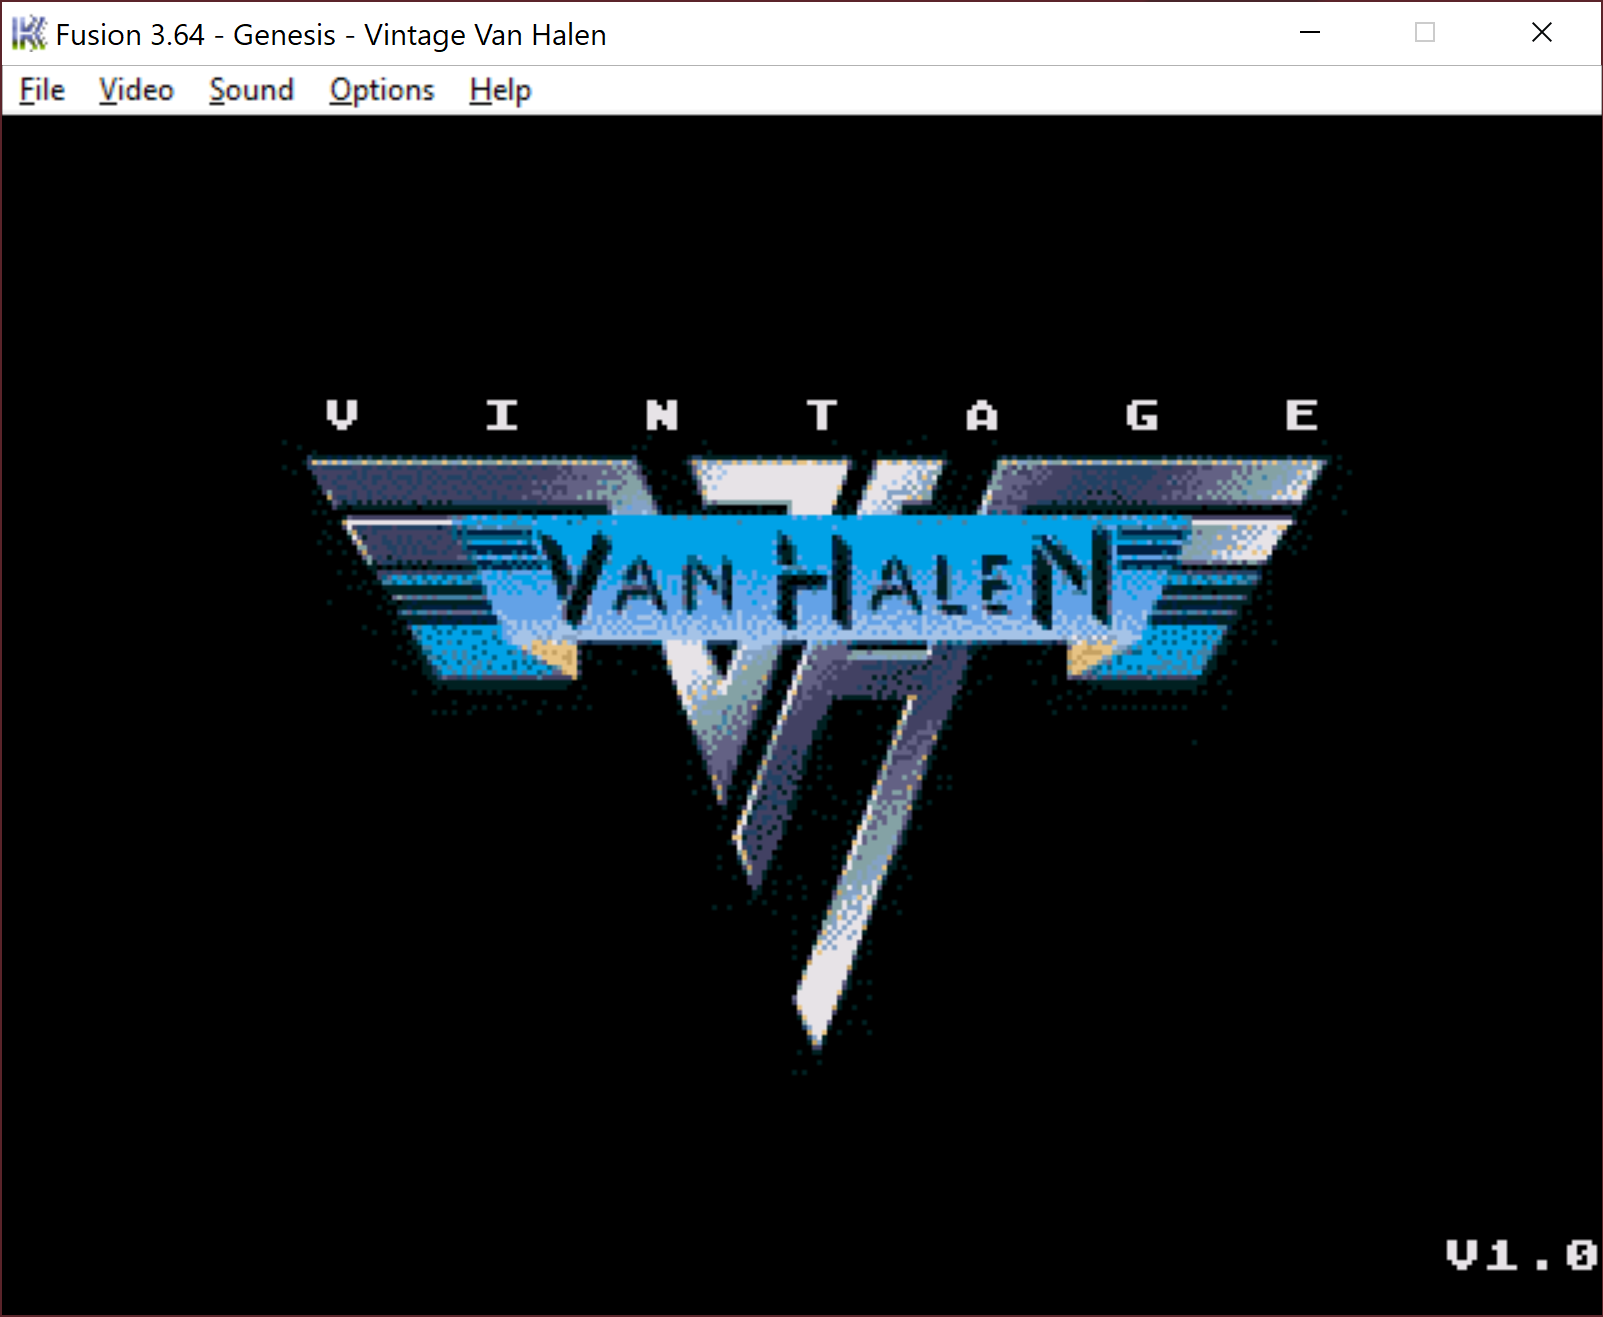 Fusion 3.64 - Genesis - Vintage Van Halen
File Video Sound Options Help
V I N T A G E
VAN HALEN
V1.0